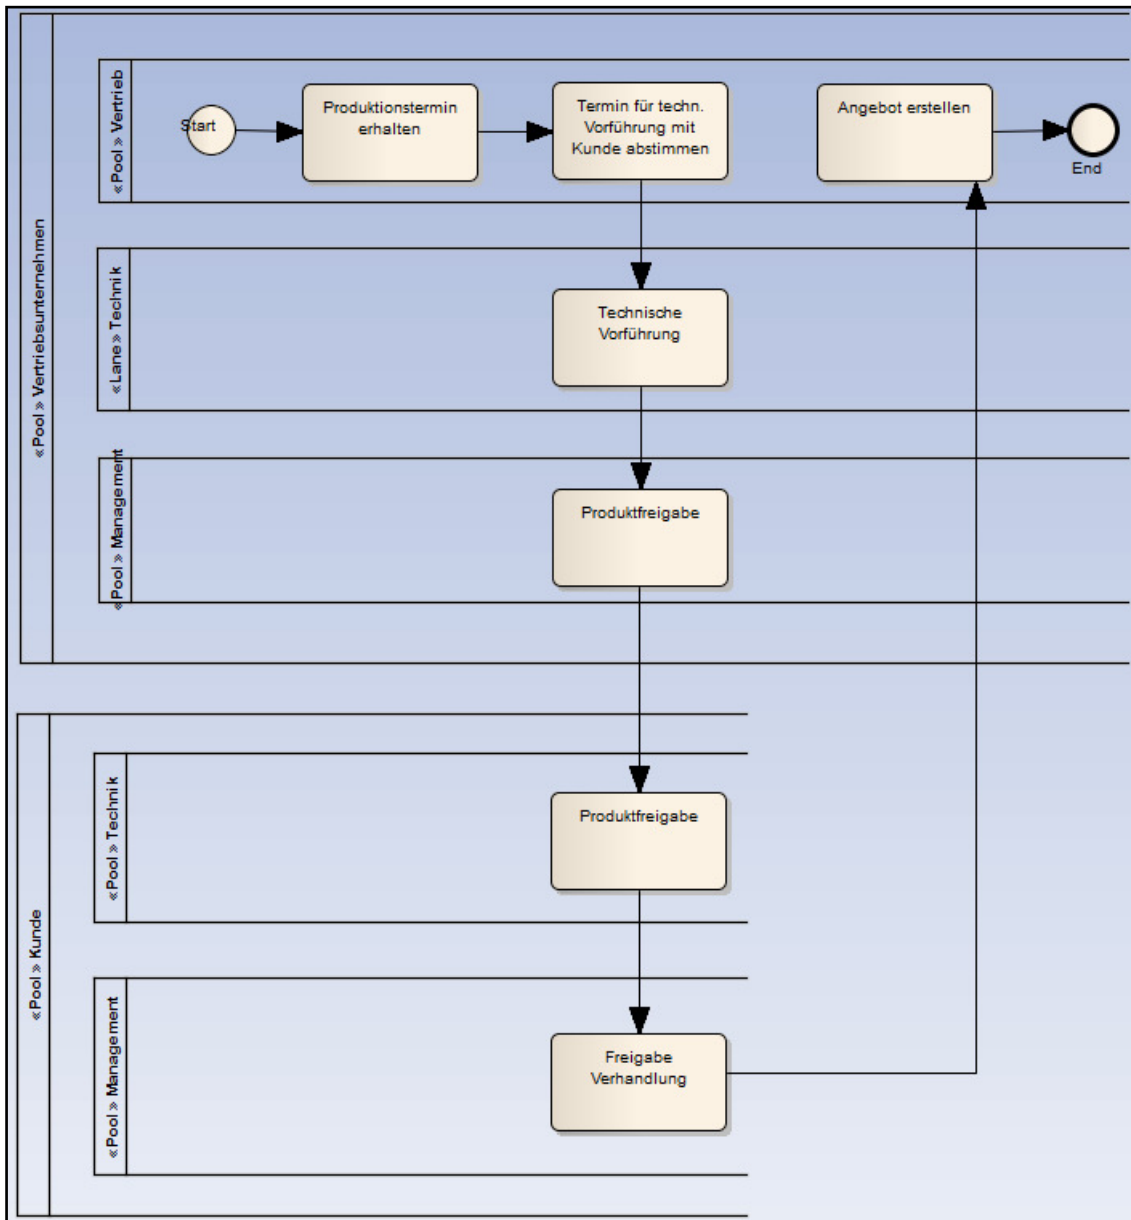 «Pool» Vertriebsunternehmen
«Pool» Vertrieb
Start
Produktionstermin
erhalten
Termin für techn.
Vorführung mit
Kunde abstimmen
Angebot erstellen
End
«Lane» Technik
Technische
Vorführung
«Pool» Management
Produktfreigabe
«Pool» Kunde
«Pool» Technik
Produktfreigabe
«Pool» Management
Freigabe
Verhandlung